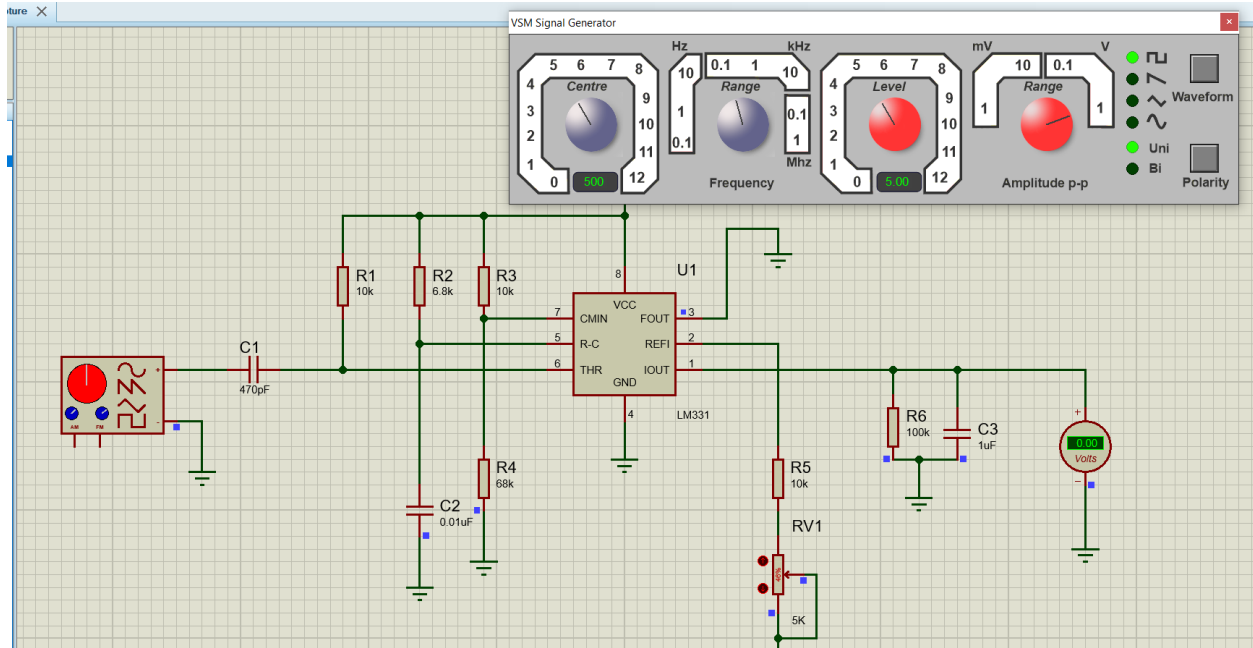 pture
VSM Signal Generator
Hz kHz mV V
0 1 2 3 4 5 6 7 8 9 10 11 12
Centre
500
0.1 1 10 0.1 1 10 0.1 1
Range
Mhz
Frequency
0 1 2 3 4 5 6 7 8 9 10 11 12
Level
5.00
1 10 0.1 1
Range
Amplitude p-p
Waveform
Uni
Bi
Polarity
R1
10k
R2
6.8k
R3
10k
U1
8
VCC
7 CMIN FOUT 3
5 R-C REFI 2
6 THR IOUT 1
GND
4
LM331
C1
470pF
+
-
AM FM
R4
68k
C2
0.01uF
R5
10k
RV1
46%
5K
R6
100k
C3
1uF
+
0.00
Volts
-